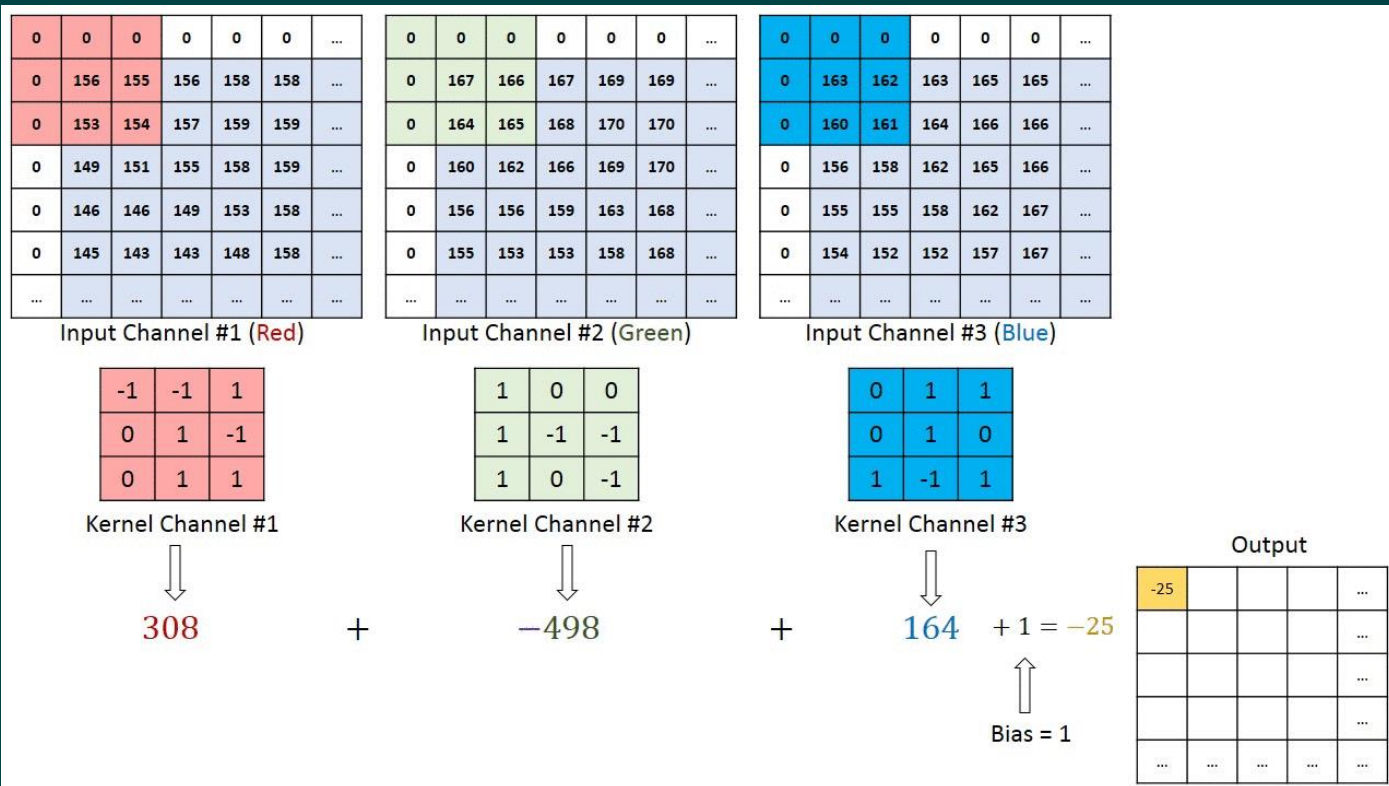 0 0 0 0 0 0 ...
0 156 155 156 158 158 ...
0 153 154 157 159 159 ...
0 149 151 155 158 159 ...
0 146 146 149 153 158 ...
0 145 143 143 148 158 ...
... ... ... ... ... ... ...
Input Channel #1 (Red)
0 0 0 0 0 0 ...
0 167 166 167 169 169 ...
0 164 165 168 170 170 ...
0 160 162 166 169 170 ...
0 156 156 159 163 168 ...
0 155 153 153 158 168 ...
... ... ... ... ... ... ...
Input Channel #2 (Green)
0 0 0 0 0 0 ...
0 163 162 163 165 165 ...
0 160 161 164 166 166 ...
0 156 158 162 165 166 ...
0 155 155 158 162 167 ...
0 154 152 152 157 167 ...
... ... ... ... ... ... ...
Input Channel #3 (Blue)
-1 -1 1
0 1 -1
0 1 1
Kernel Channel #1
1 0 0
1 -1 -1
1 0 -1
Kernel Channel #2
0 1 1
0 1 0
1 -1 1
Kernel Channel #3
308 + −498 + 164 + 1 = −25
Bias = 1
Output
-25 ...
...
...
...
... ... ... ... ...